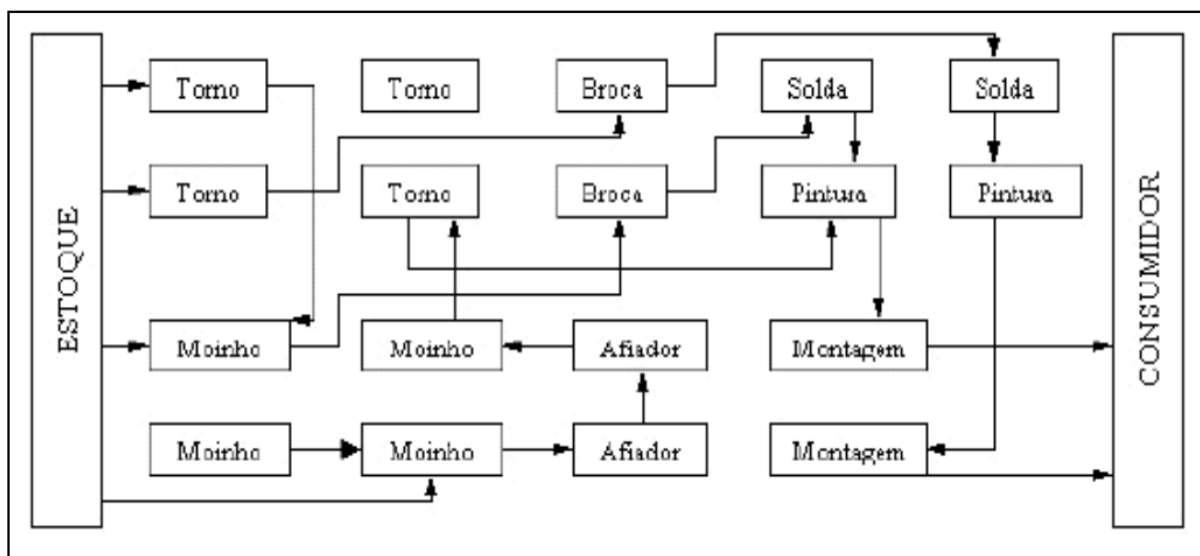 ESTOQUE
Torno
Torno
Broca
Solda
Solda
Torno
Torno
Broca
Pintura
Pintura
Moinho
Moinho
Afiador
Montagem
Moinho
Moinho
Afiador
Montagem
CONSUMIDOR